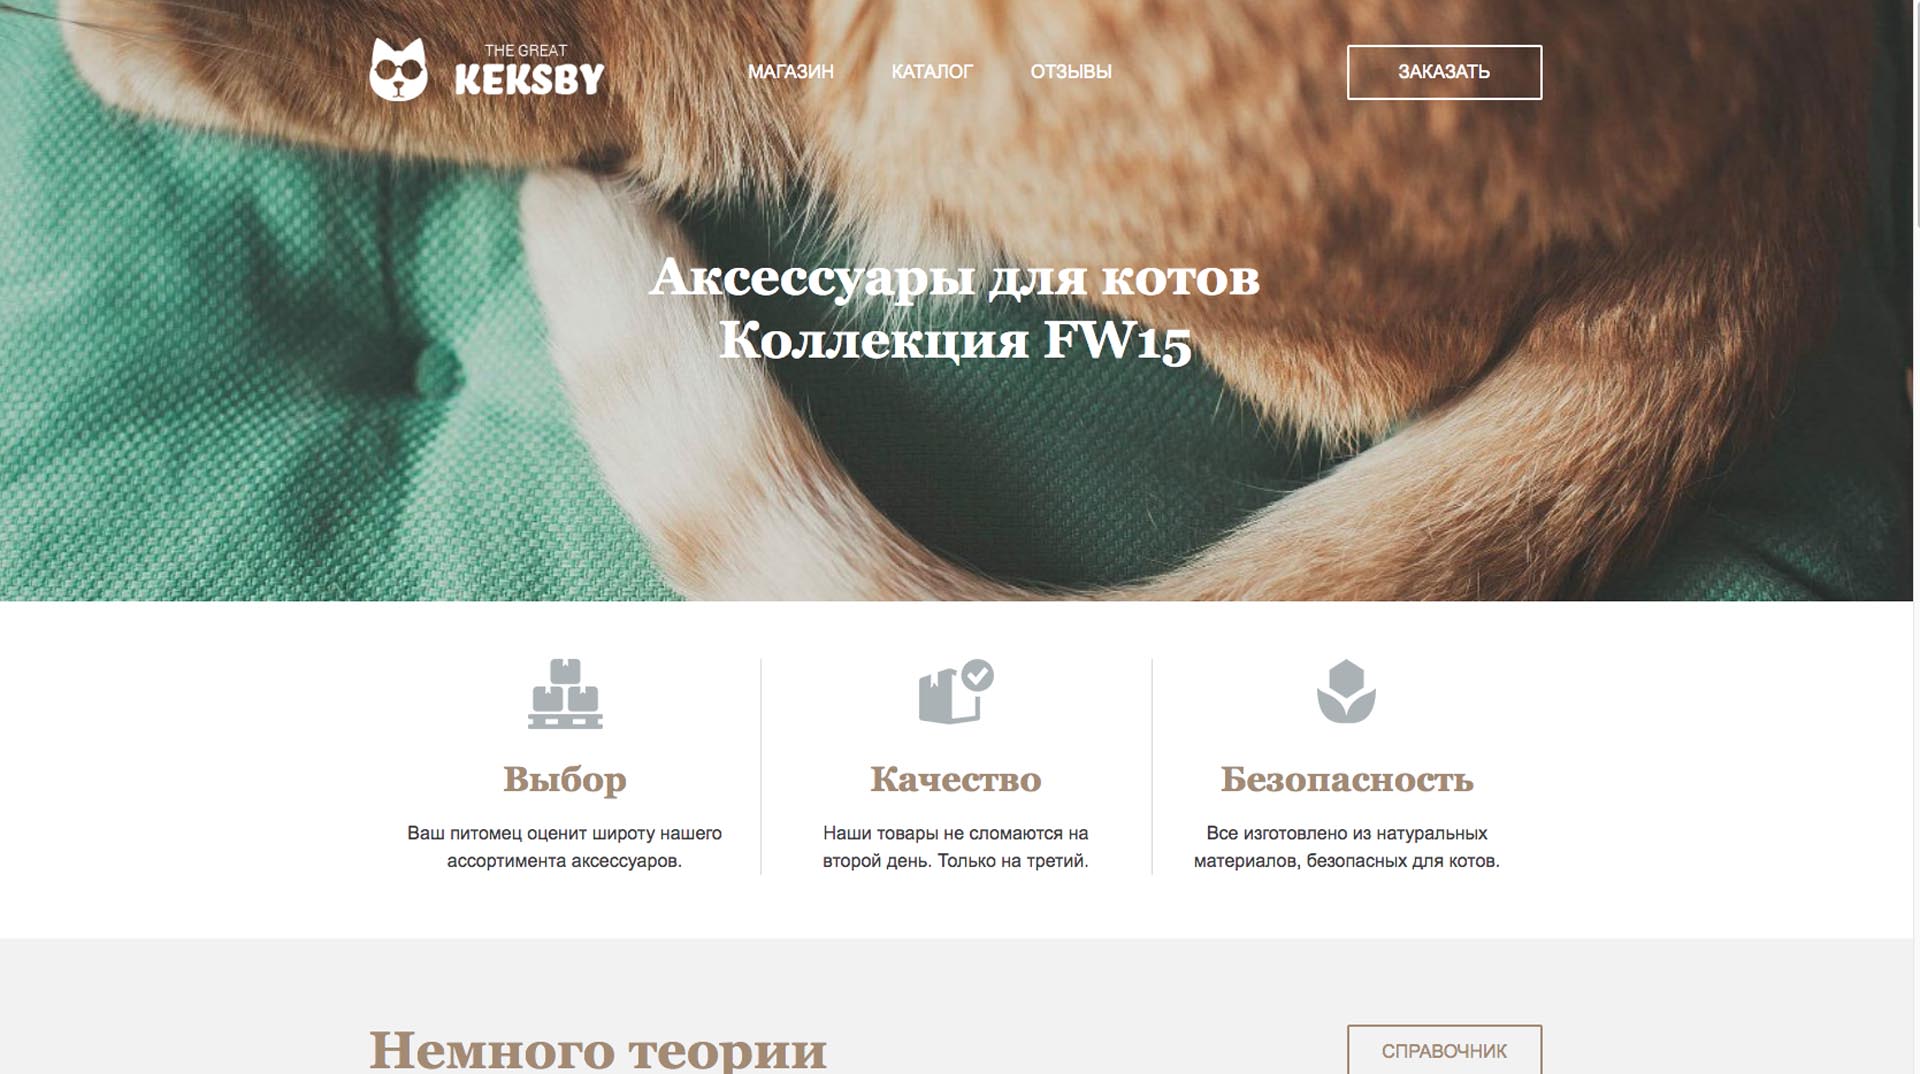 THE GREAT
KEKSBY
МАГАЗИН
КАТАЛОГ
ОТЗЫВЫ
ЗАКАЗАТЬ
Аксессуары для котов
Коллекция FW15
Выбор
Ваш питомец оценит широту нашего
ассортимента аксессуаров.
Качество
Наши товары не сломаются на
второй день. Только на третий.
Безопасность
Все изготовлено из натуральных
материалов, безопасных для котов.
Немного теории
СПРАВОЧНИК